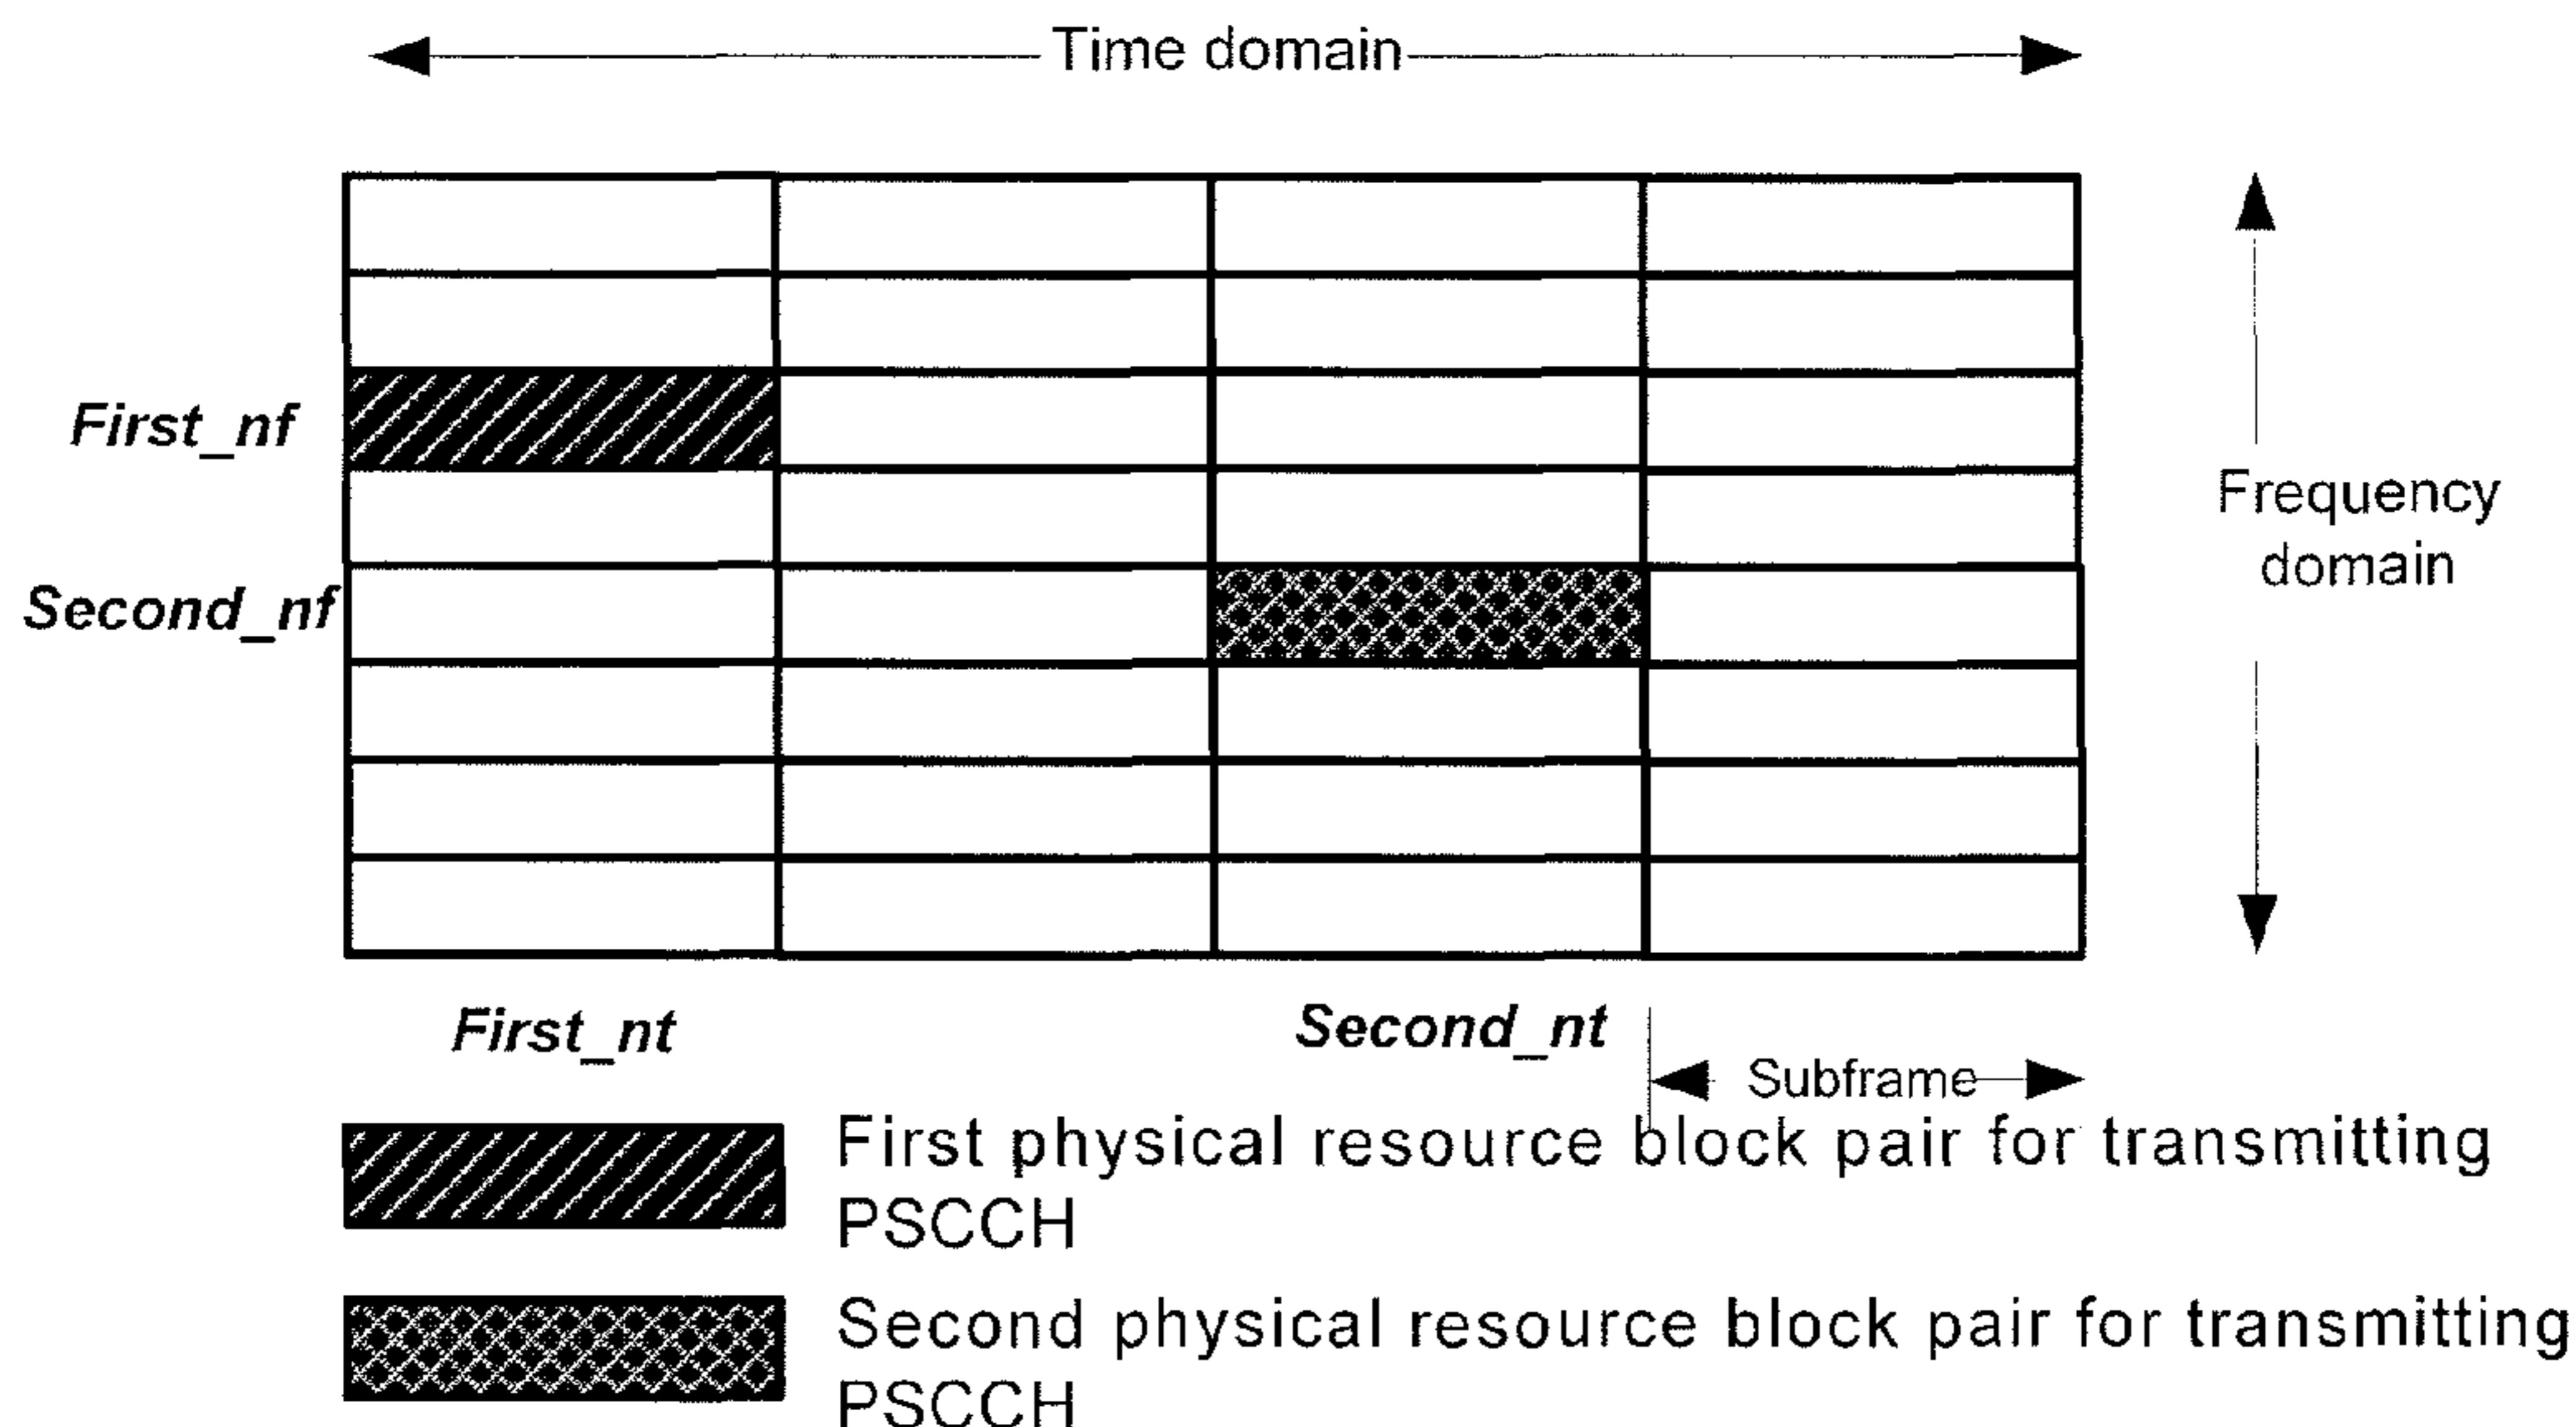 Time domain
First_nf
Frequency
domain
Second_nf
First_nt
Second_nt
Subframe
First physical resource block pair for transmitting
PSCCH
Second physical resource block pair for transmitting
PSCCH